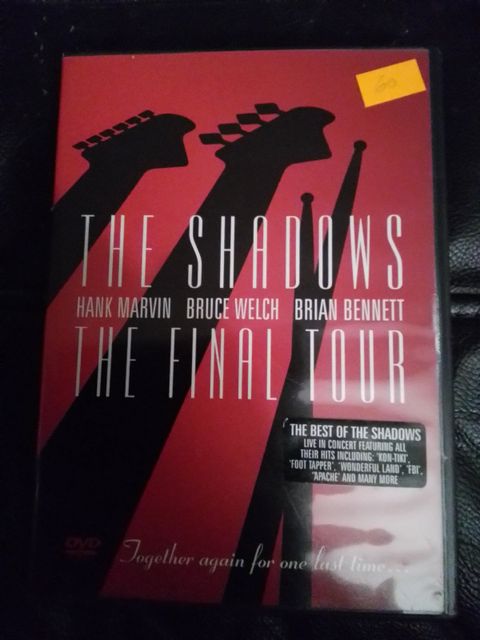 60
THE SHADOWS
HANK MARVIN BRUCE WELCH BRIAN BENNETT
THE FINAL TOUR
THE BEST OF THE SHADOWS
LIVE IN CONCERT FEATURING ALL
THEIR HITS INCLUDING: 'KON-TIKI',
'FOOT TAPPER', 'WONDERFUL LAND', 'FBI',
'APACHE' AND MANY MORE
DVD
Together again for one last time...